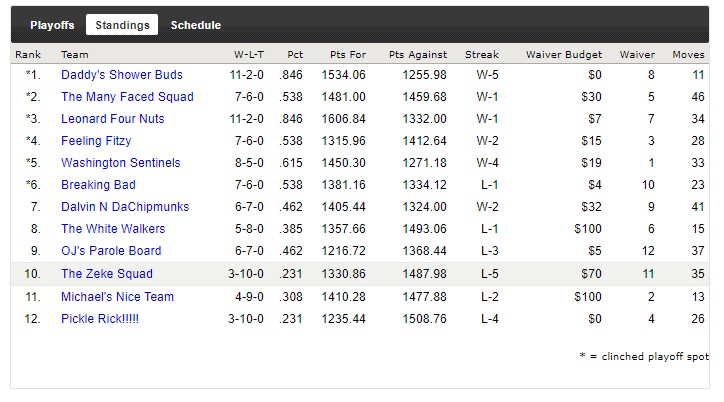 Playoffs Standings Schedule
Rank Team W-L-T Pct Pts For Pts Against Streak Waiver Budget Waiver Moves
*1. Daddy's Shower Buds 11-2-0 .846 1534.06 1255.98 W-5 $0 8 11
*2. The Many Faced Squad 7-6-0 .538 1481.00 1459.68 W-1 $30 5 46
*3. Leonard Four Nuts 11-2-0 .846 1606.84 1332.00 W-1 $7 7 34
*4. Feeling Fitzy 7-6-0 .538 1315.96 1412.64 W-2 $15 3 28
*5. Washington Sentinels 8-5-0 .615 1450.30 1271.18 W-4 $19 1 33
*6. Breaking Bad 7-6-0 .538 1381.16 1334.12 L-1 $4 10 23
7. Dalvin N DaChipmunks 6-7-0 .462 1405.44 1324.00 W-2 $32 9 41
8. The White Walkers 5-8-0 .385 1357.66 1493.06 L-1 $100 6 15
9. OJ's Parole Board 6-7-0 .462 1216.72 1368.44 L-3 $5 12 37
10. The Zeke Squad 3-10-0 .231 1330.86 1487.98 L-5 $70 11 35
11. Michael's Nice Team 4-9-0 .308 1410.28 1477.88 L-2 $100 2 13
12. Pickle Rick!!!!! 3-10-0 .231 1235.44 1508.76 L-4 $0 4 26
* = clinched playoff spot